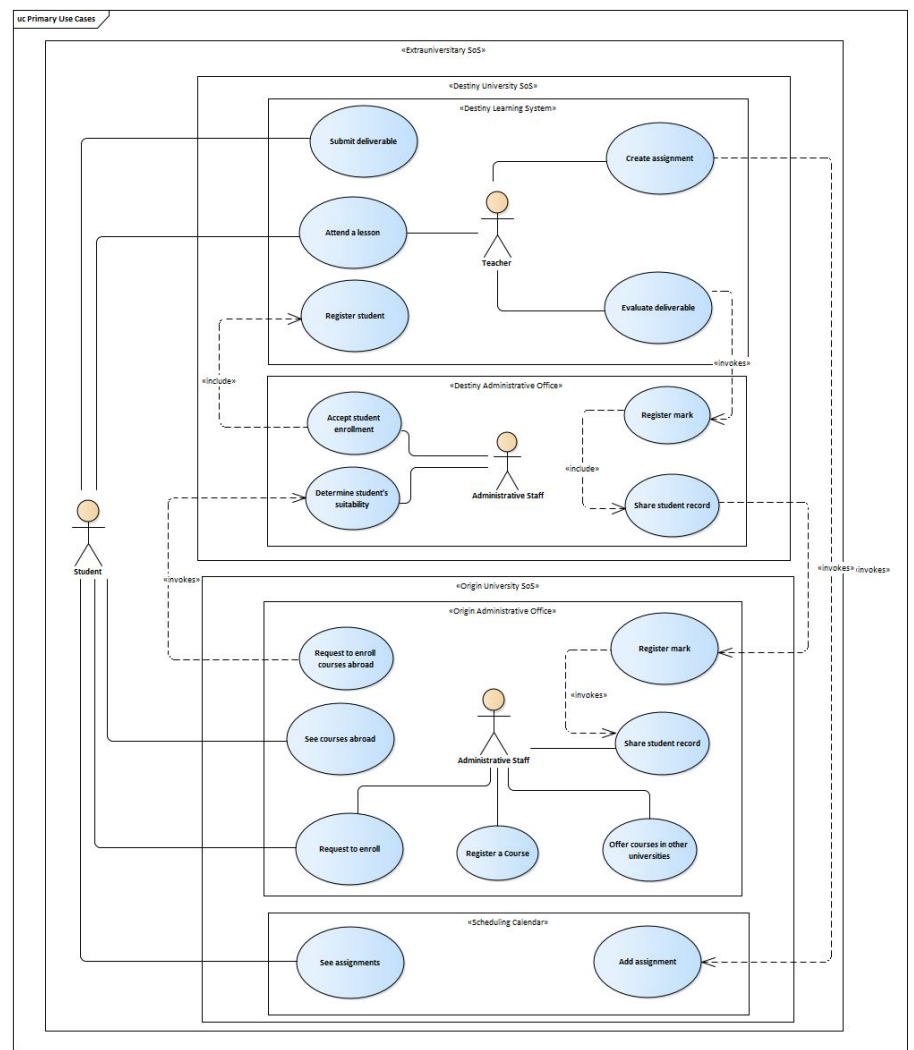 uc Primary Use Cases
«Extrauniversitary SoS»
«Destiny University SoS»
«Destiny Learning System»
Submit deliverable
Create assignment
Attend a lesson
Teacher
Register student
Evaluate deliverable
«invokes»
«include»
«Destiny Administrative Office»
Accept student
enrollment
Register mark
«include»
Determine student's
suitability
Administrative Staff
Share student record
Student
«invokes»
«invokes»
«invokes»
«Origin University SoS»
«Origin Administrative Office»
Request to enroll
courses abroad
Register mark
«invokes»
See courses abroad
Share student record
Administrative Staff
Request to enroll
Register a Course
Offer courses in other
universities
«Scheduling Calendar»
See assignments
Add assignment